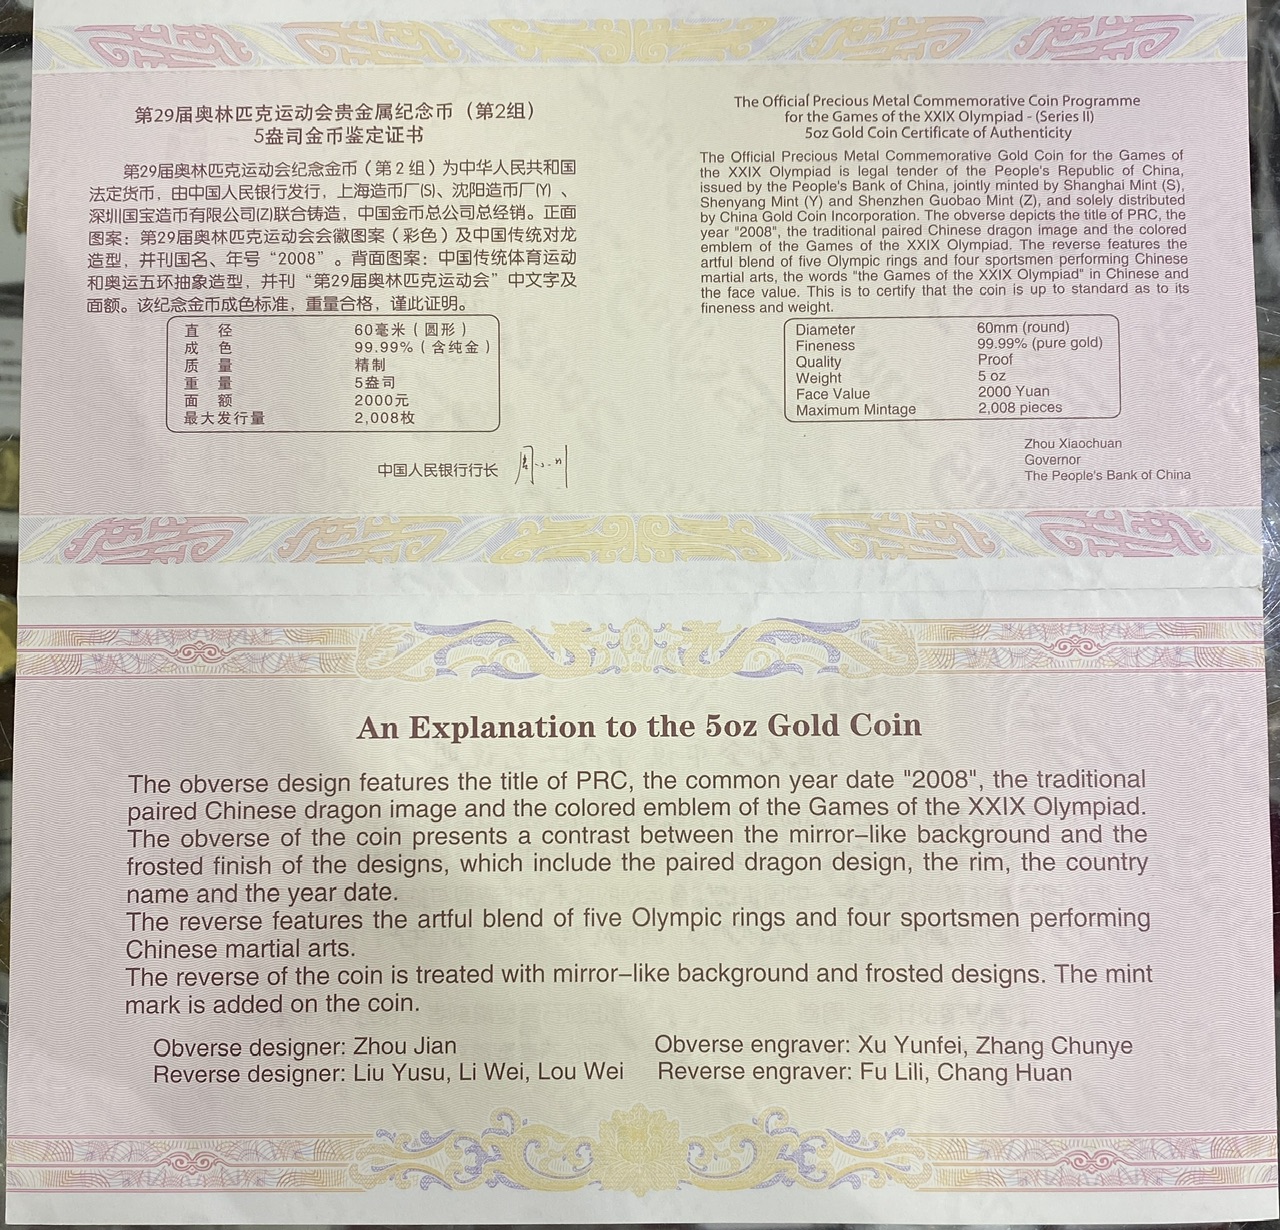 第29届奥林匹克运动会贵金属纪念币（第2组）
5盎司金币鉴定证书
第29届奥林匹克运动会纪念金币（第2组）为中华人民共和国
法定货币，由中国人民银行发行，上海造币厂(S)、沈阳造币厂(Y)、
深圳国宝造币有限公司(Z)联合铸造，中国金币总公司总经销。正面
图案：第29届奥林匹克运动会会徽图案（彩色）及中国传统对龙
造型，并刊国名、年号“2008”。背面图案：中国传统体育运动
和奥运五环抽象造型，并刊“第29届奥林匹克运动会”中文字及
面额。该纪念金币成色标准，重量合格，谨此证明。
直 径 60毫米（圆形）
成 色 99.99%（含纯金）
质 量 精制
重 量 5盎司
面 额 2000元
最大发行量 2,008枚
中国人民银行行长
The Official Precious Metal Commemorative Coin Programme
for the Games of the XXIX Olympiad - (Series II)
5oz Gold Coin Certificate of Authenticity
The Official Precious Metal Commemorative Gold Coin for the Games of
the XXIX Olympiad is legal tender of the People's Republic of China,
issued by the People's Bank of China, jointly minted by Shanghai Mint (S),
Shenyang Mint (Y) and Shenzhen Guobao Mint (Z), and solely distributed
by China Gold Coin Incorporation. The obverse depicts the title of PRC, the
year "2008", the traditional paired Chinese dragon image and the colored
emblem of the Games of the XXIX Olympiad. The reverse features the
artful blend of five Olympic rings and four sportsmen performing Chinese
martial arts, the words "the Games of the XXIX Olympiad" in Chinese and
the face value. This is to certify that the coin is up to standard as to its
fineness and weight.
Diameter 60mm (round)
Fineness 99.99% (pure gold)
Quality Proof
Weight 5 oz
Face Value 2000 Yuan
Maximum Mintage 2,008 pieces
Zhou Xiaochuan
Governor
The People's Bank of China
An Explanation to the 5oz Gold Coin
The obverse design features the title of PRC, the common year date "2008", the traditional
paired Chinese dragon image and the colored emblem of the Games of the XXIX Olympiad.
The obverse of the coin presents a contrast between the mirror–like background and the
frosted finish of the designs, which include the paired dragon design, the rim, the country
name and the year date.
The reverse features the artful blend of five Olympic rings and four sportsmen performing
Chinese martial arts.
The reverse of the coin is treated with mirror–like background and frosted designs. The mint
mark is added on the coin.
Obverse designer: Zhou Jian Obverse engraver: Xu Yunfei, Zhang Chunye
Reverse designer: Liu Yusu, Li Wei, Lou Wei Reverse engraver: Fu Lili, Chang Huan